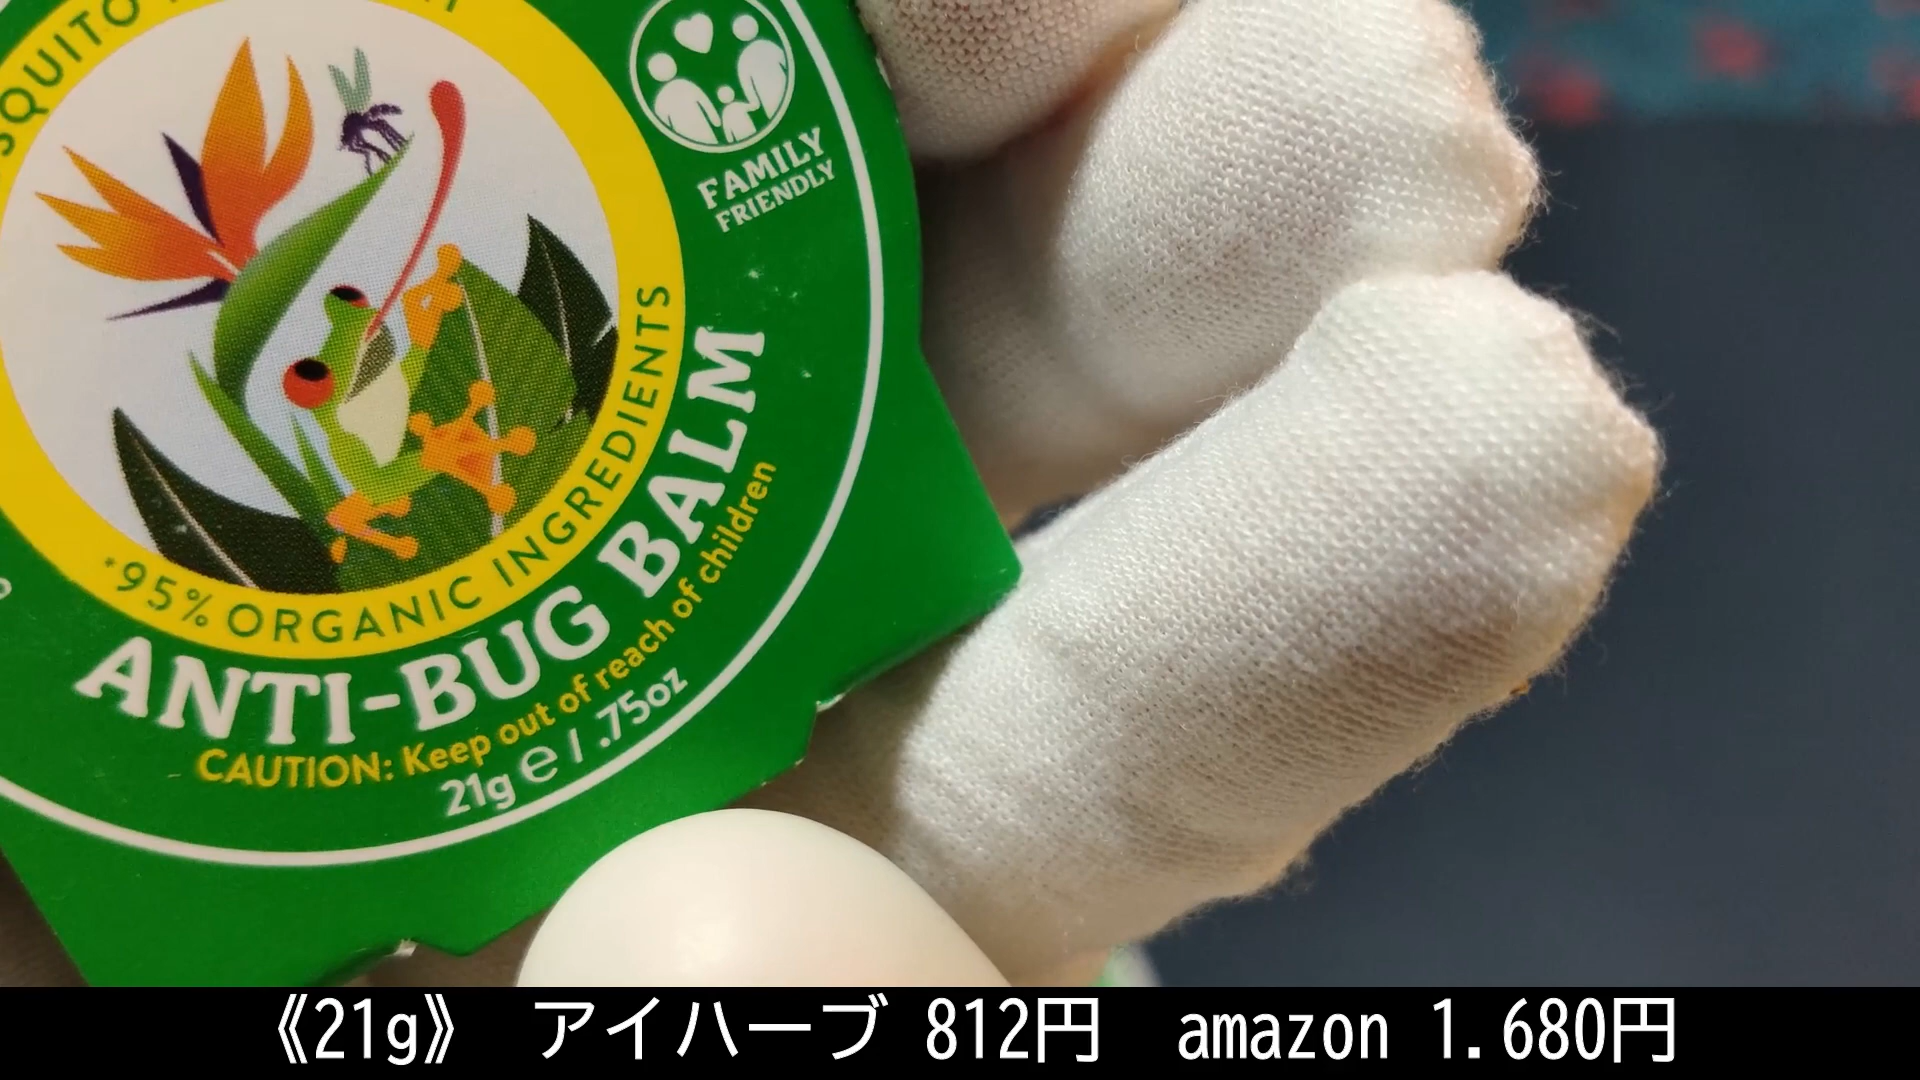 FAMILY
FRIENDLY
*95% ORGANIC INGREDIENTS
ANTI-BUG BALM
CAUTION: Keep out of reach of children
21g ℮ / .75oz
《21g》 アイハーブ 812円 amazon 1.680円